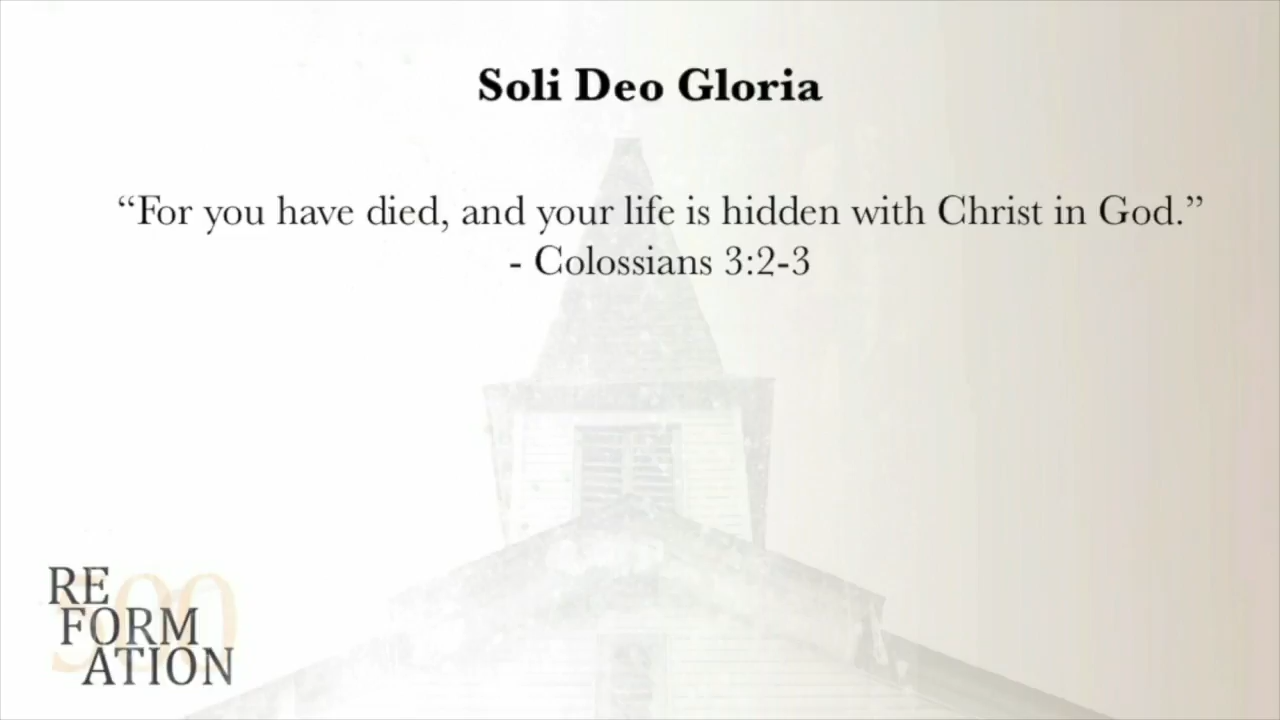 Soli Deo Gloria
“For you have died, and your life is hidden with Christ in God.”
- Colossians 3:2-3
500
RE
FORM
ATION